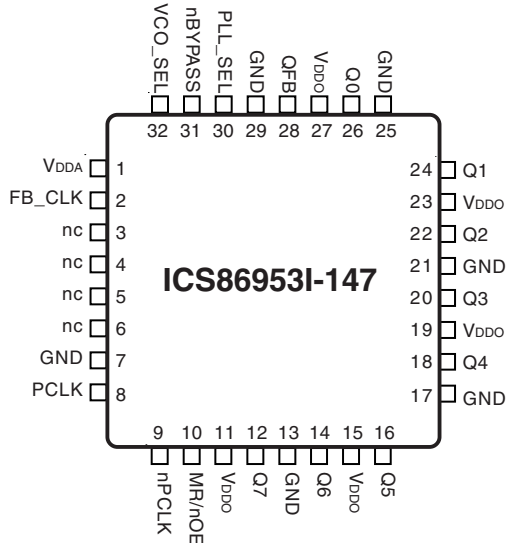 VCO_SEL
nBYPASS
PLL_SEL
GND
QFB
VDDO
Q0
GND
32 31 30 29 28 27 26 25
VDDA 1
FB_CLK 2
nc 3
nc 4
nc 5
nc 6
GND 7
PCLK 8
ICS86953I-147
24 Q1
23 VDDO
22 Q2
21 GND
20 Q3
19 VDDO
18 Q4
17 GND
9 10 11 12 13 14 15 16
nPCLK
MR/nOE
VDDO
Q7
GND
Q6
VDDO
Q5